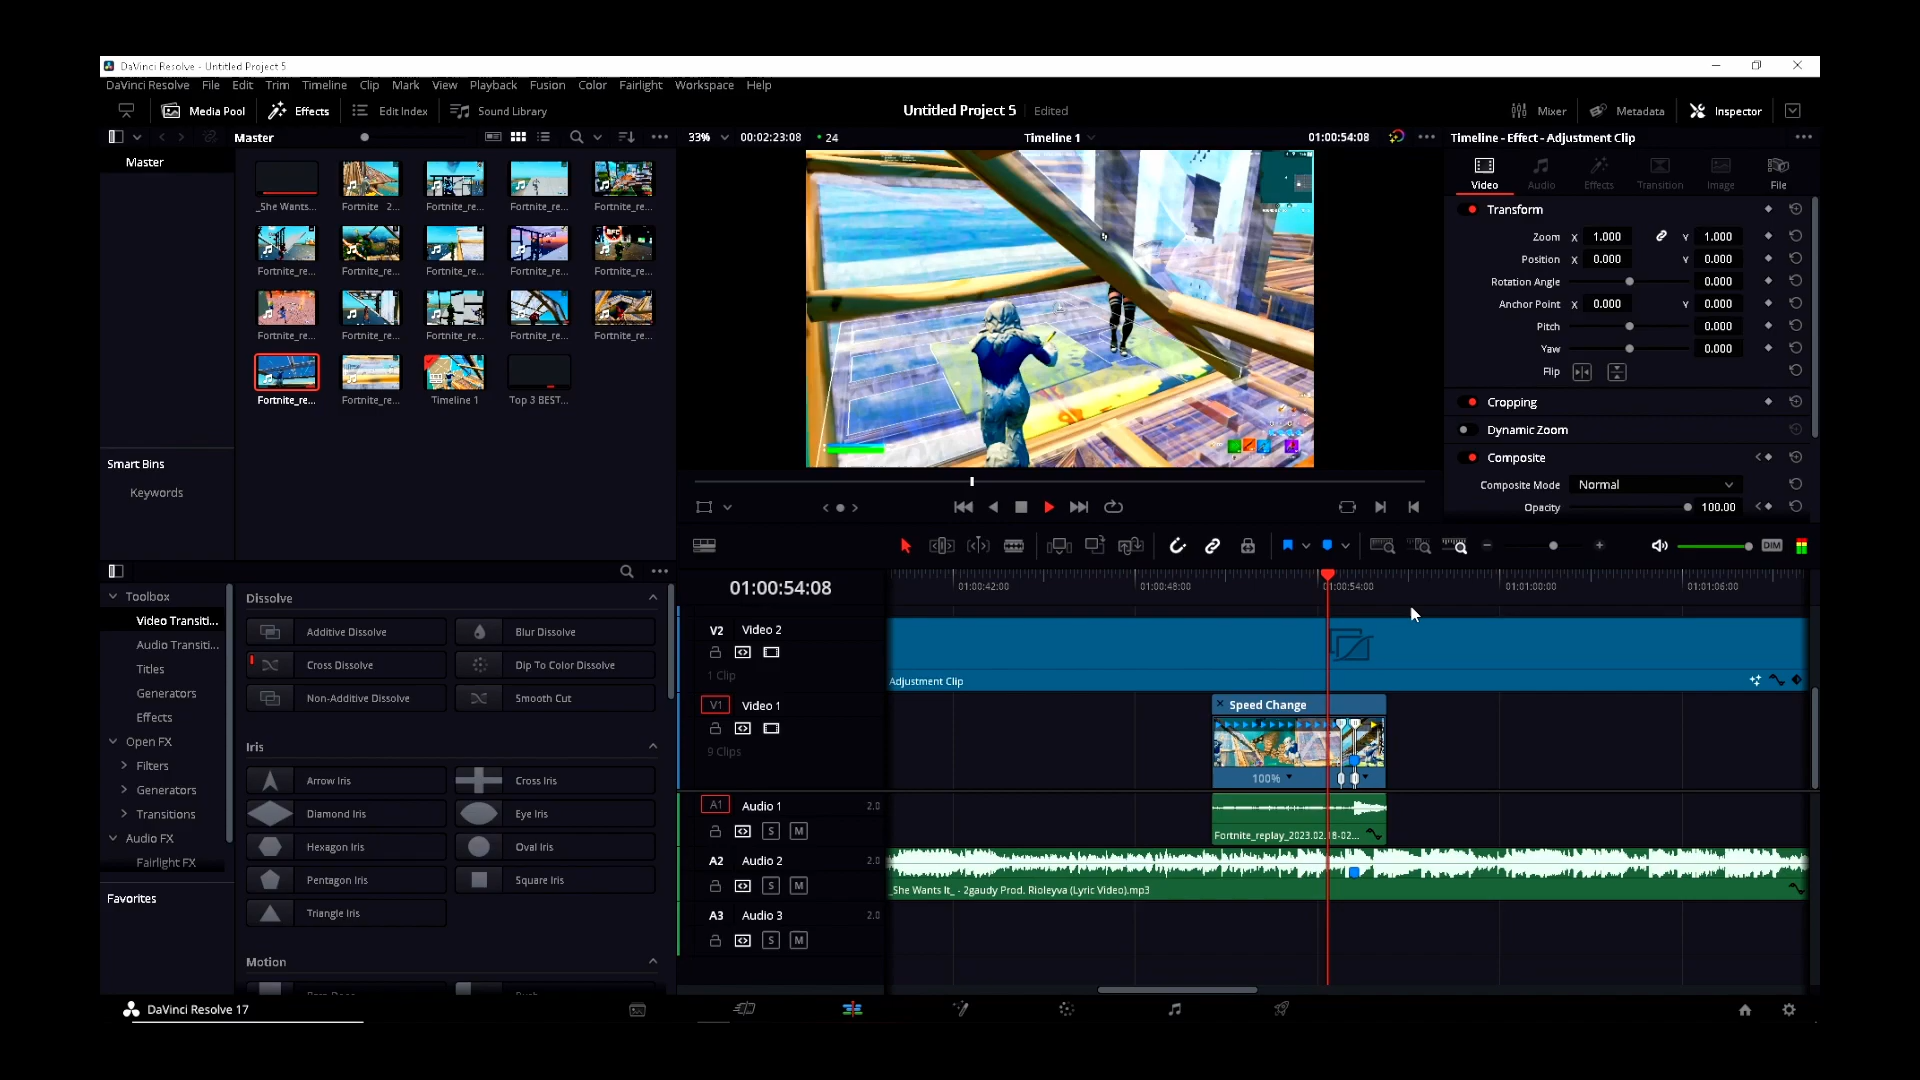 DaVinci Resolve - Untitled Project 5
DaVinci Resolve File Edit Trim Timeline Clip Mark View Playback Fusion Color Fairlight Workspace Help
Media Pool Effects Edit Index Sound Library Untitled Project 5 Edited Mixer Metadata Inspector
Master 33% 00:02:23:08 24 Timeline 1 01:00:54:08 Timeline - Effect - Adjustment Clip
Master
Video Audio Effects Transition Image File
_She Wants... Fortnite 2... Fortnite_re... Fortnite_re... Fortnite_re...
Fortnite_re... Fortnite_re... Fortnite_re... Fortnite_re... Fortnite_re...
Fortnite_re... Fortnite_re... Fortnite_re... Fortnite_re... Fortnite_re...
Fortnite_re... Fortnite_re... Timeline 1 Top 3 BEST...
Transform
Zoom X 1.000 Y 1.000
Position X 0.000 Y 0.000
Rotation Angle 0.000
Anchor Point X 0.000 Y 0.000
Pitch 0.000
Yaw 0.000
Flip
Cropping
Dynamic Zoom
Composite
Composite Mode Normal
Opacity 100.00
Smart Bins
Keywords
DIM
Toolbox
Video Transiti...
Audio Transiti...
Titles
Generators
Effects
Open FX
Filters
Generators
Transitions
Audio FX
Fairlight FX
Favorites
Dissolve
Additive Dissolve Blur Dissolve
Cross Dissolve Dip To Color Dissolve
Non-Additive Dissolve Smooth Cut
Iris
Arrow Iris Cross Iris
Diamond Iris Eye Iris
Hexagon Iris Oval Iris
Pentagon Iris Square Iris
Triangle Iris
Motion
01:00:54:08 01:00:42:00 01:00:48:00 01:00:54:00 01:01:00:00 01:01:06:00
V2 Video 2
1 Clip
Adjustment Clip
V1 Video 1
9 Clips
Speed Change
100%
A1 Audio 1 2.0
S M
Fortnite_replay_2023.02.18-02...
A2 Audio 2 2.0
S M
_She Wants It_ - 2gaudy Prod. Rioleyva (Lyric Video).mp3
A3 Audio 3 2.0
S M
DaVinci Resolve 17